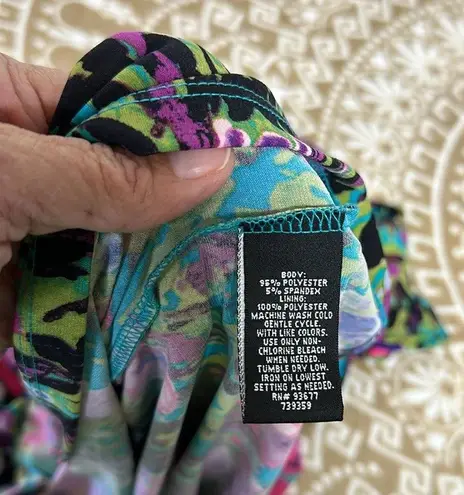 BODY:
95% POLYESTER
5% SPANDEX
LINING:
100% POLYESTER
MACHINE WASH COLD
GENTLE CYCLE.
WITH LIKE COLORS.
USE ONLY NON-
CHLORINE BLEACH
WHEN NEEDED.
TUMBLE DRY LOW.
IRON ON LOWEST
SETTING AS NEEDED.
RN# 93677
739359